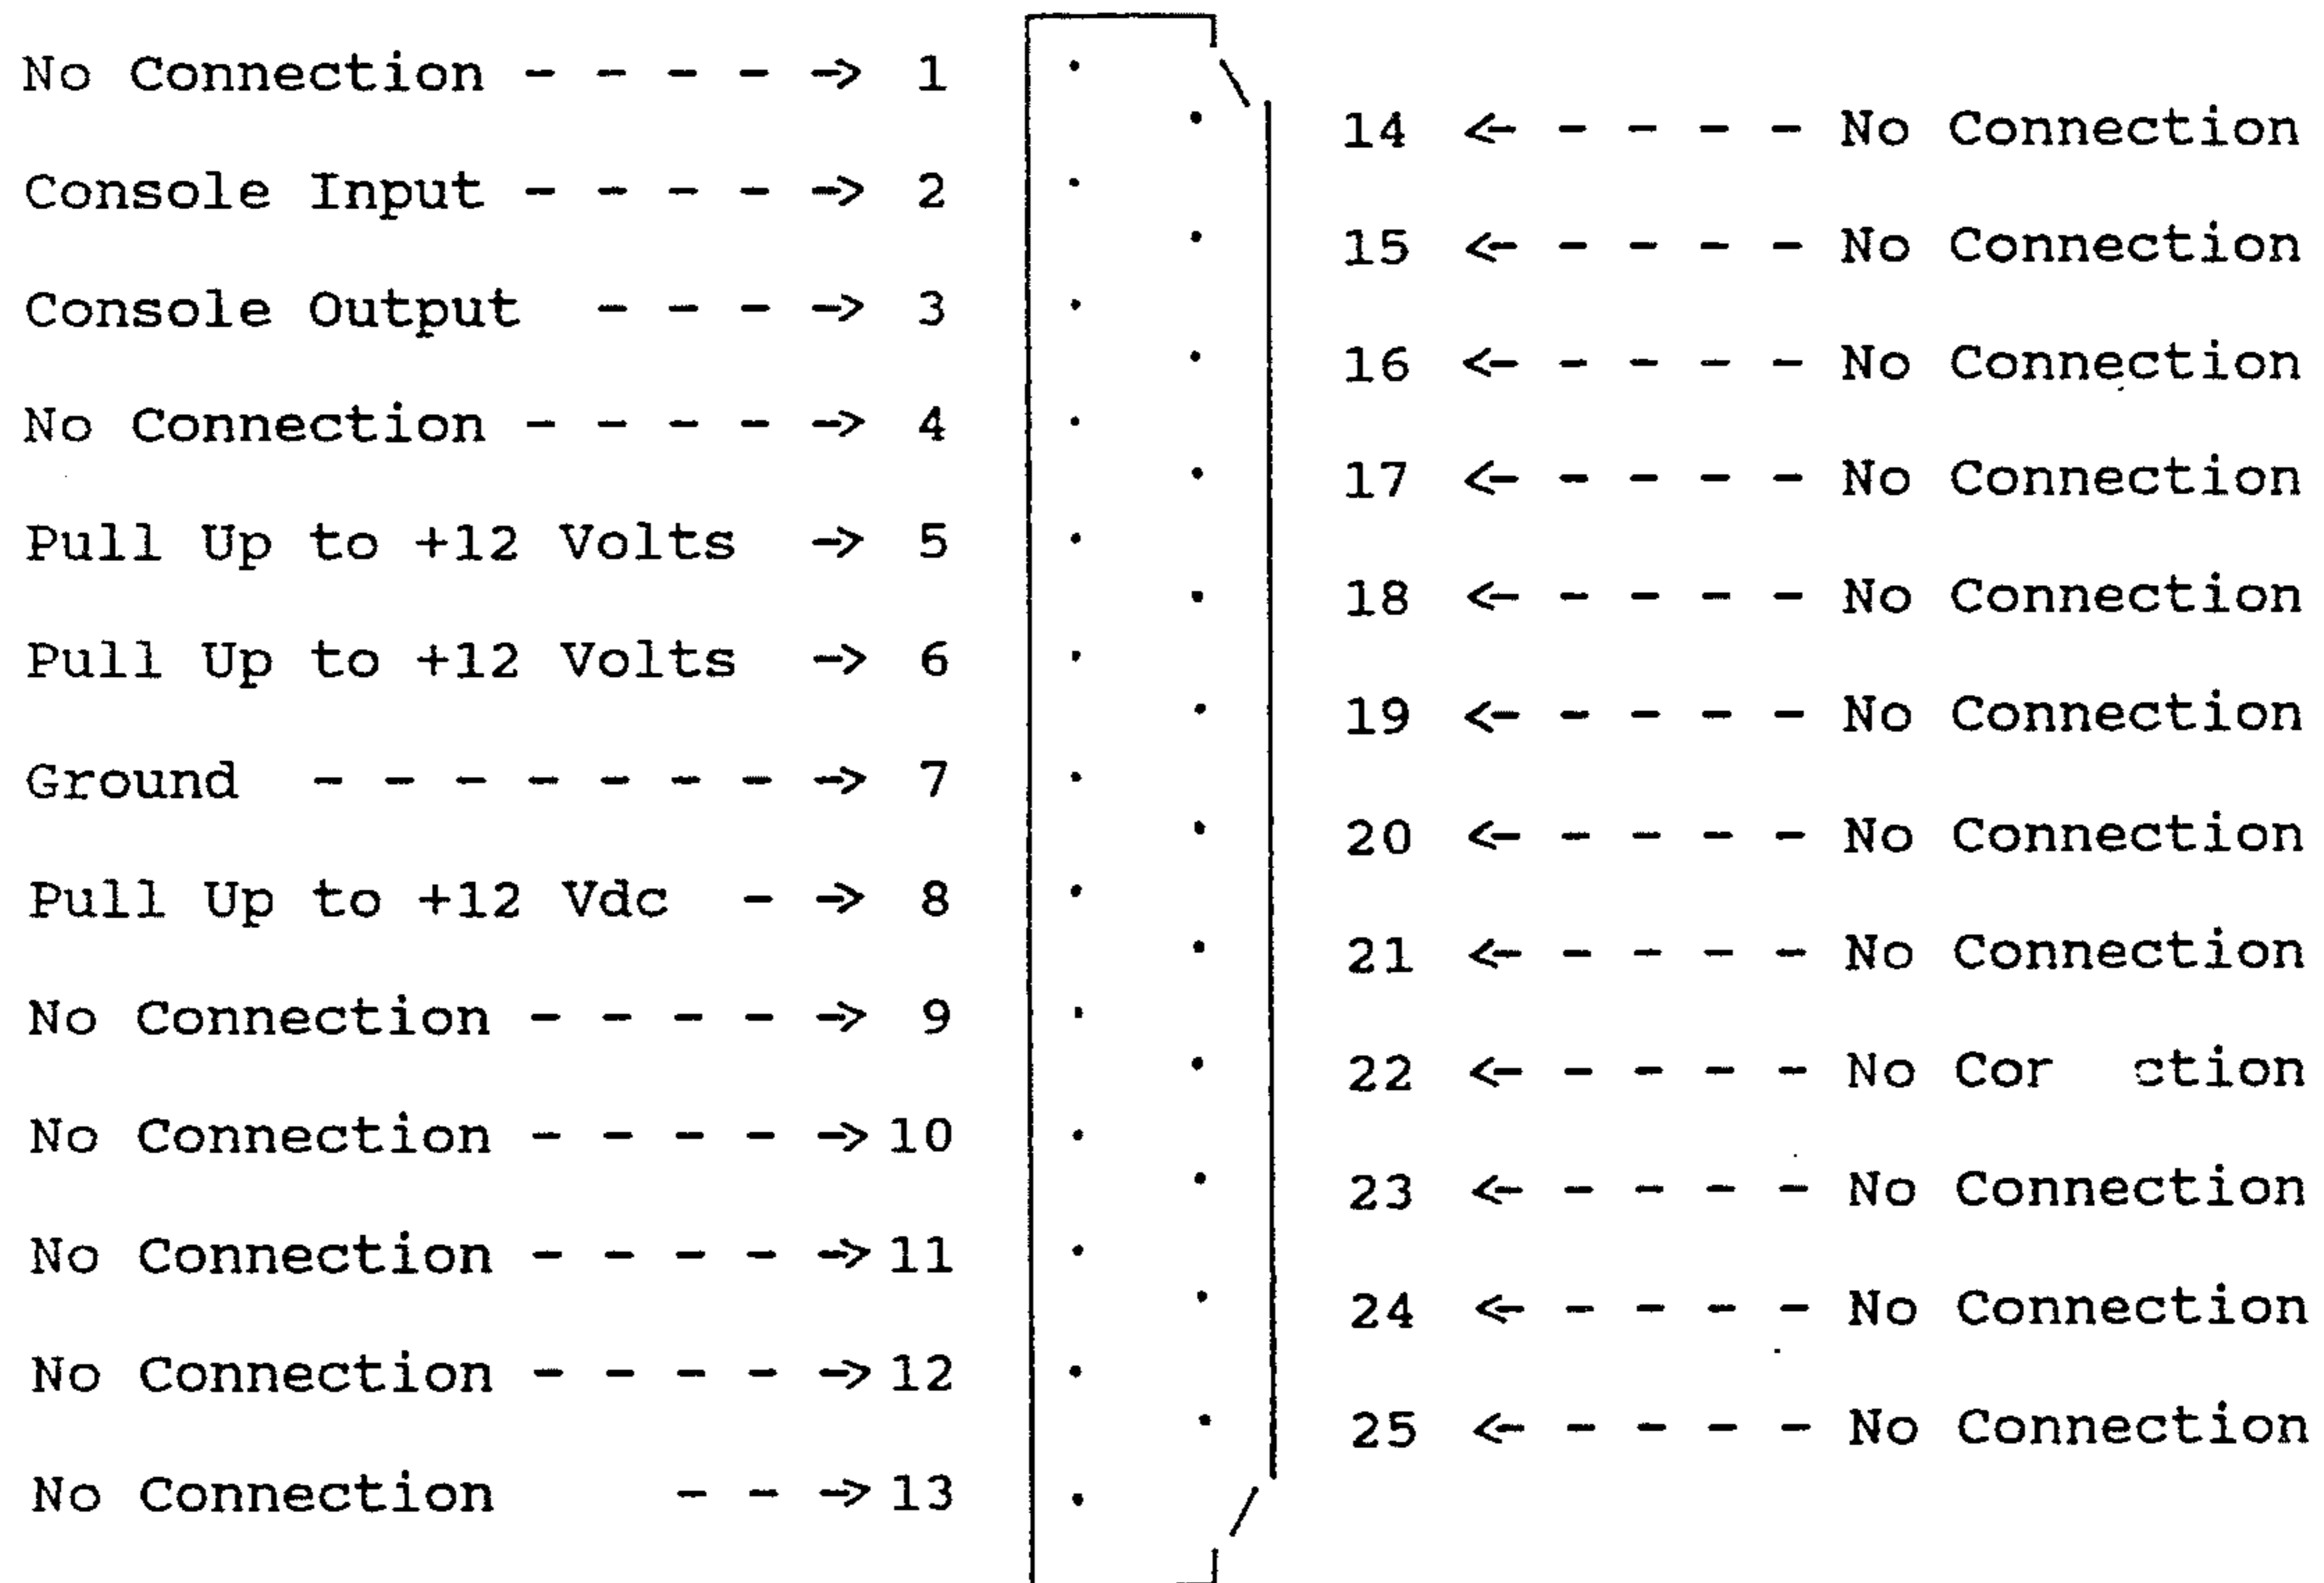 No Connection - - - - -> 1
14 <- - - - - No Connection
Console Input - - - - -> 2
15 <- - - - - No Connection
Console Output - - - -> 3
16 <- - - - - No Connection
No Connection - - - - -> 4
17 <- - - - - No Connection
Pull Up to +12 Volts -> 5
18 <- - - - - No Connection
Pull Up to +12 Volts -> 6
19 <- - - - - No Connection
Ground - - - - - - - -> 7
20 <- - - - - No Connection
Pull Up to +12 Vdc - -> 8
21 <- - - - - No Connection
No Connection - - - - -> 9
22 <- - - - - No Cor ction
No Connection - - - - -> 10
23 <- - - - - No Connection
No Connection - - - - -> 11
24 <- - - - - No Connection
No Connection - - - - -> 12
25 <- - - - - No Connection
No Connection - - -> 13